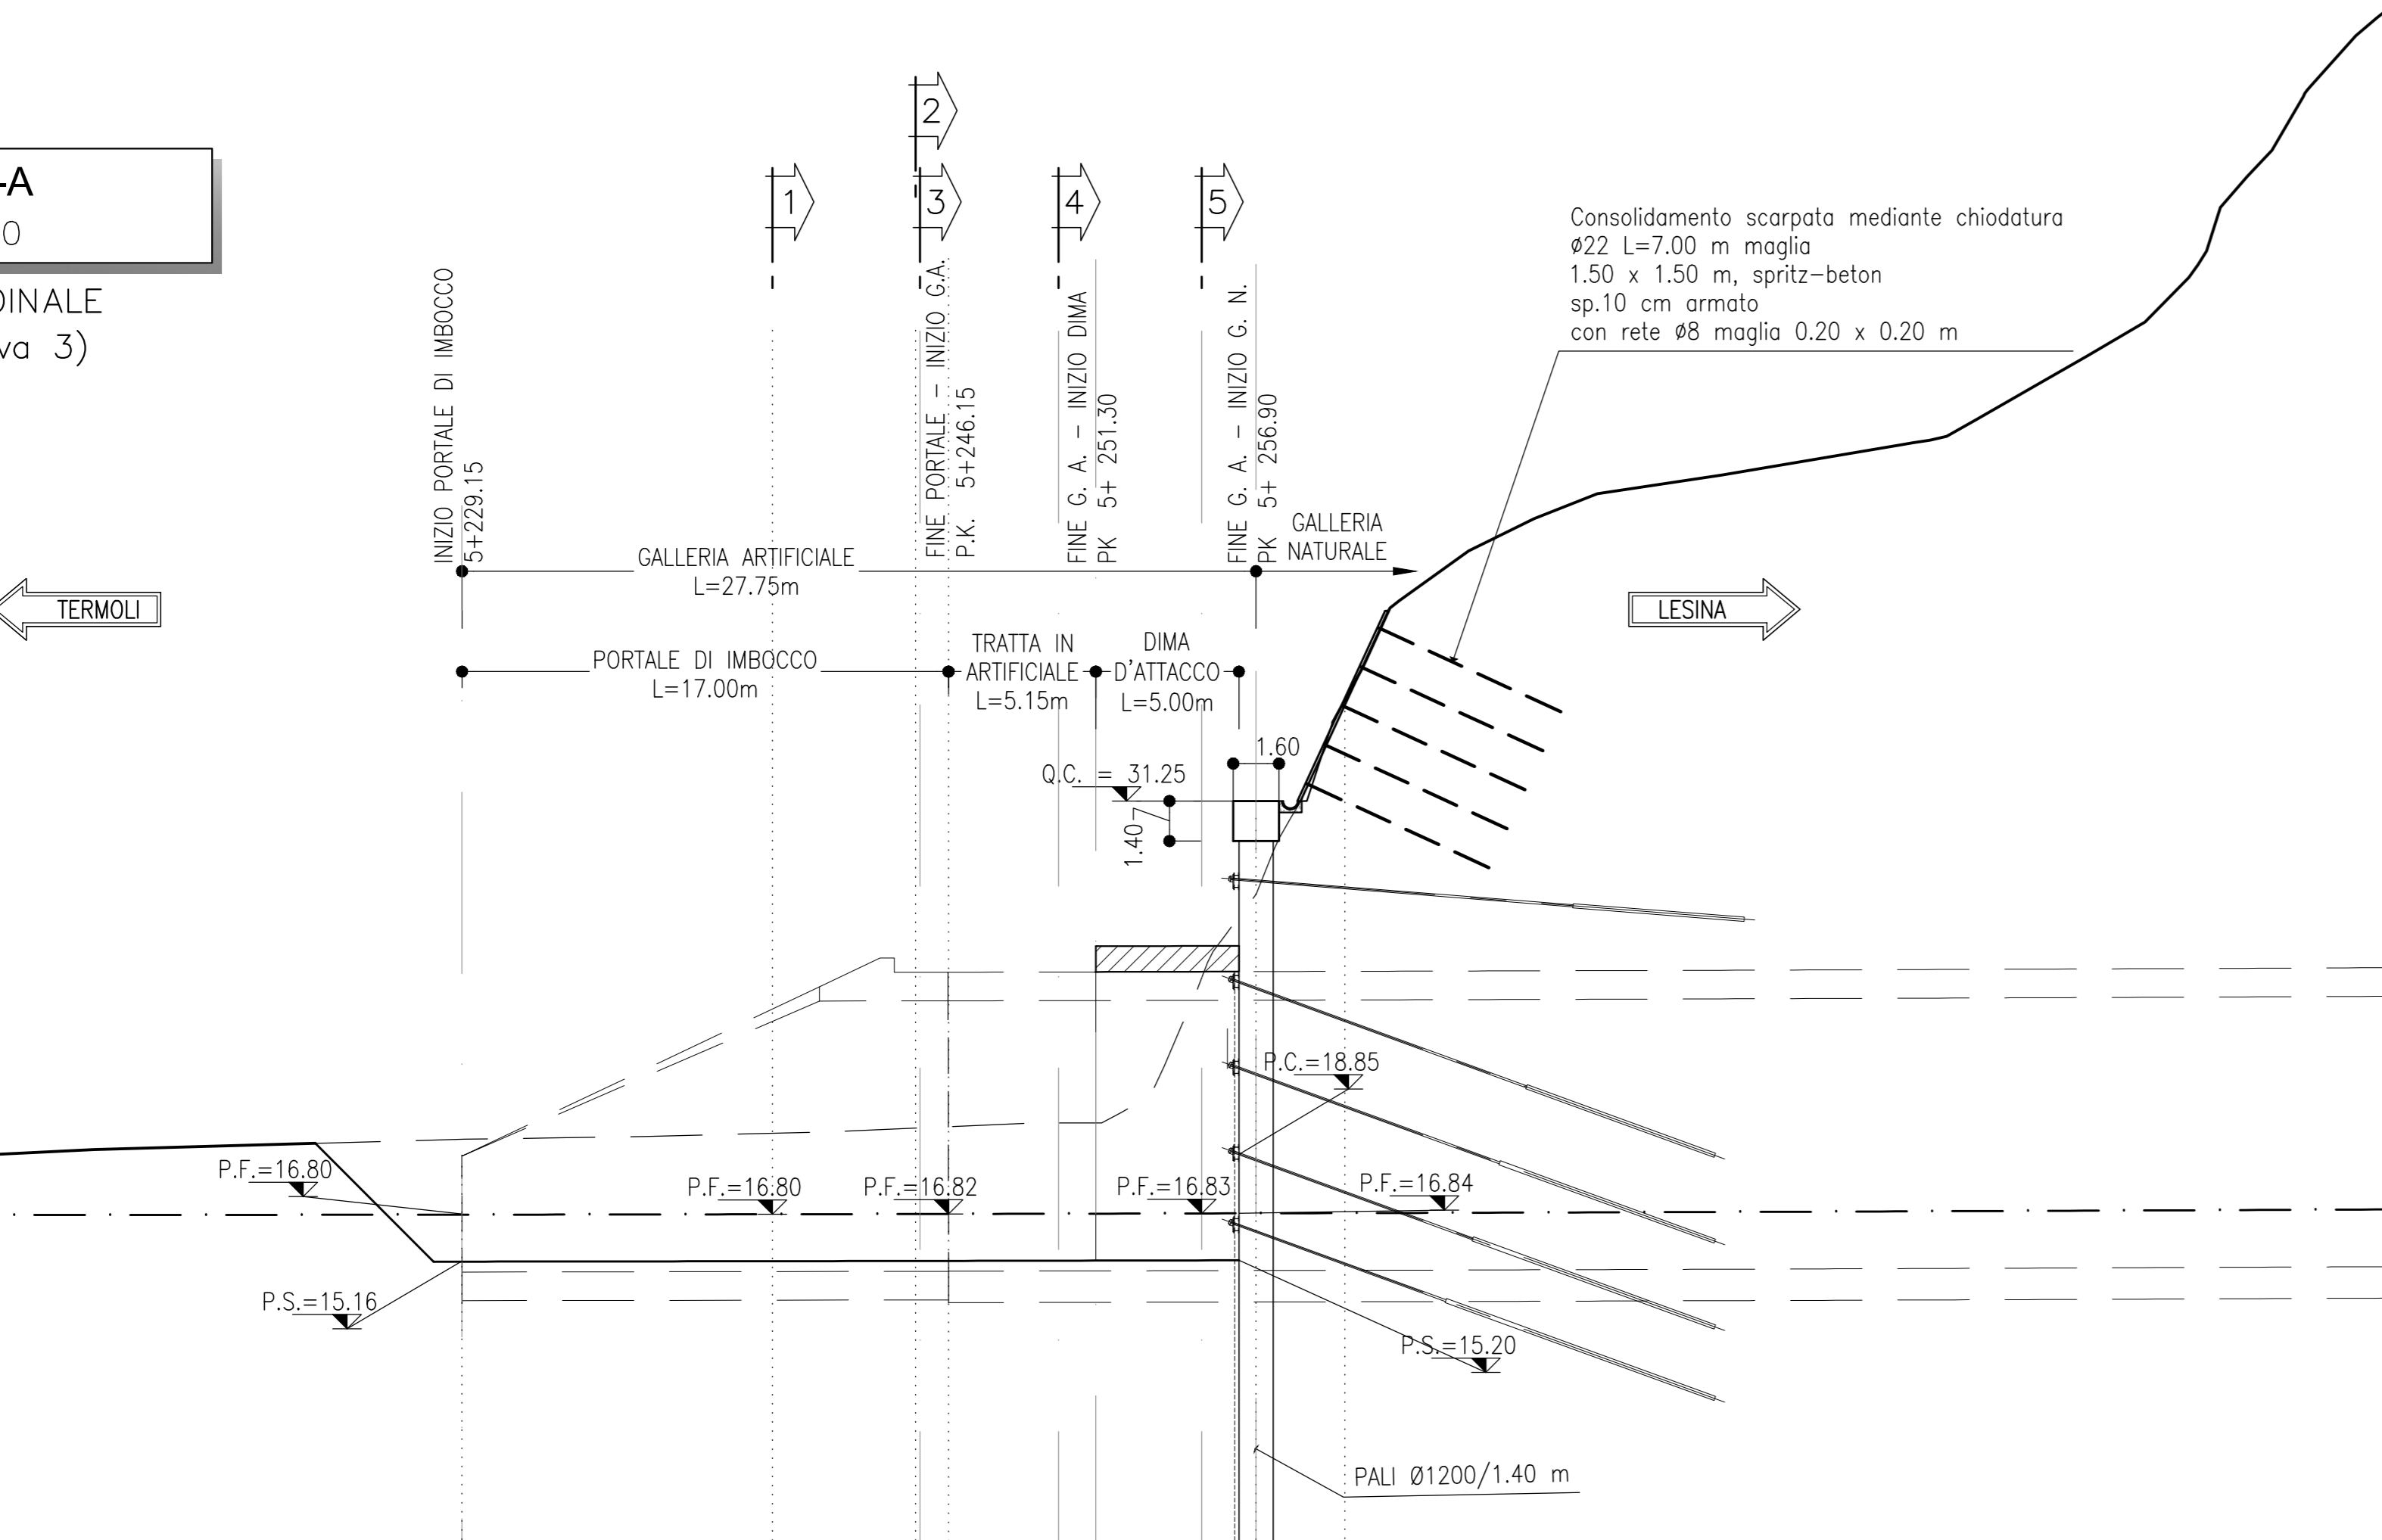 -A
0
DINALE
va 3)
1
2
3
4
5
INIZIO PORTALE DI IMBOCCO
5+229.15
FINE PORTALE - INIZIO G.A.
P.K. 5+246.15
FINE G. A. - INIZIO DIMA
PK 5+ 251.30
FINE G. A. - INIZIO G. N.
PK 5+ 256.90
Consolidamento scarpata mediante chiodatura
Ø22 L=7.00 m maglia
1.50 x 1.50 m, spritz-beton
sp.10 cm armato
con rete Ø8 maglia 0.20 x 0.20 m
GALLERIA ARTIFICIALE
L=27.75m
GALLERIA
NATURALE
TERMOLI
LESINA
PORTALE DI IMBOCCO
L=17.00m
TRATTA IN
ARTIFICIALE
L=5.15m
DIMA
D'ATTACCO
L=5.00m
1.60
Q.C. = 31.25
1.40
P.C.=18.85
P.F.=16.80
P.F.=16.80
P.F.=16.82
P.F.=16.83
P.F.=16.84
P.S.=15.16
P.S.=15.20
PALI Ø1200/1.40 m